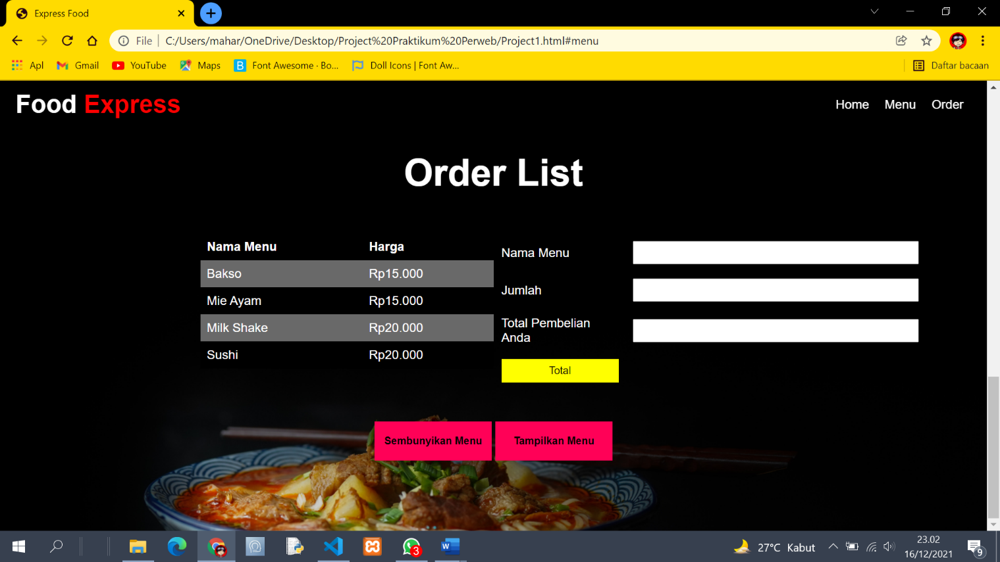 Express Food
File
C:/Users/mahar/OneDrive/Desktop/Project%20Praktikum%20Perweb/Project1.html#menu
Apl Gmail YouTube Maps B Font Awesome · Bo... Doll Icons | Font Aw... Daftar bacaan
Food Express
Home Menu Order
Order List
Nama Menu Harga
Bakso Rp15.000
Mie Ayam Rp15.000
Milk Shake Rp20.000
Sushi Rp20.000
Nama Menu
Jumlah
Total Pembelian
Anda
Total
Sembunyikan Menu Tampilkan Menu
3
W
27°C Kabut
23.02
16/12/2021
9